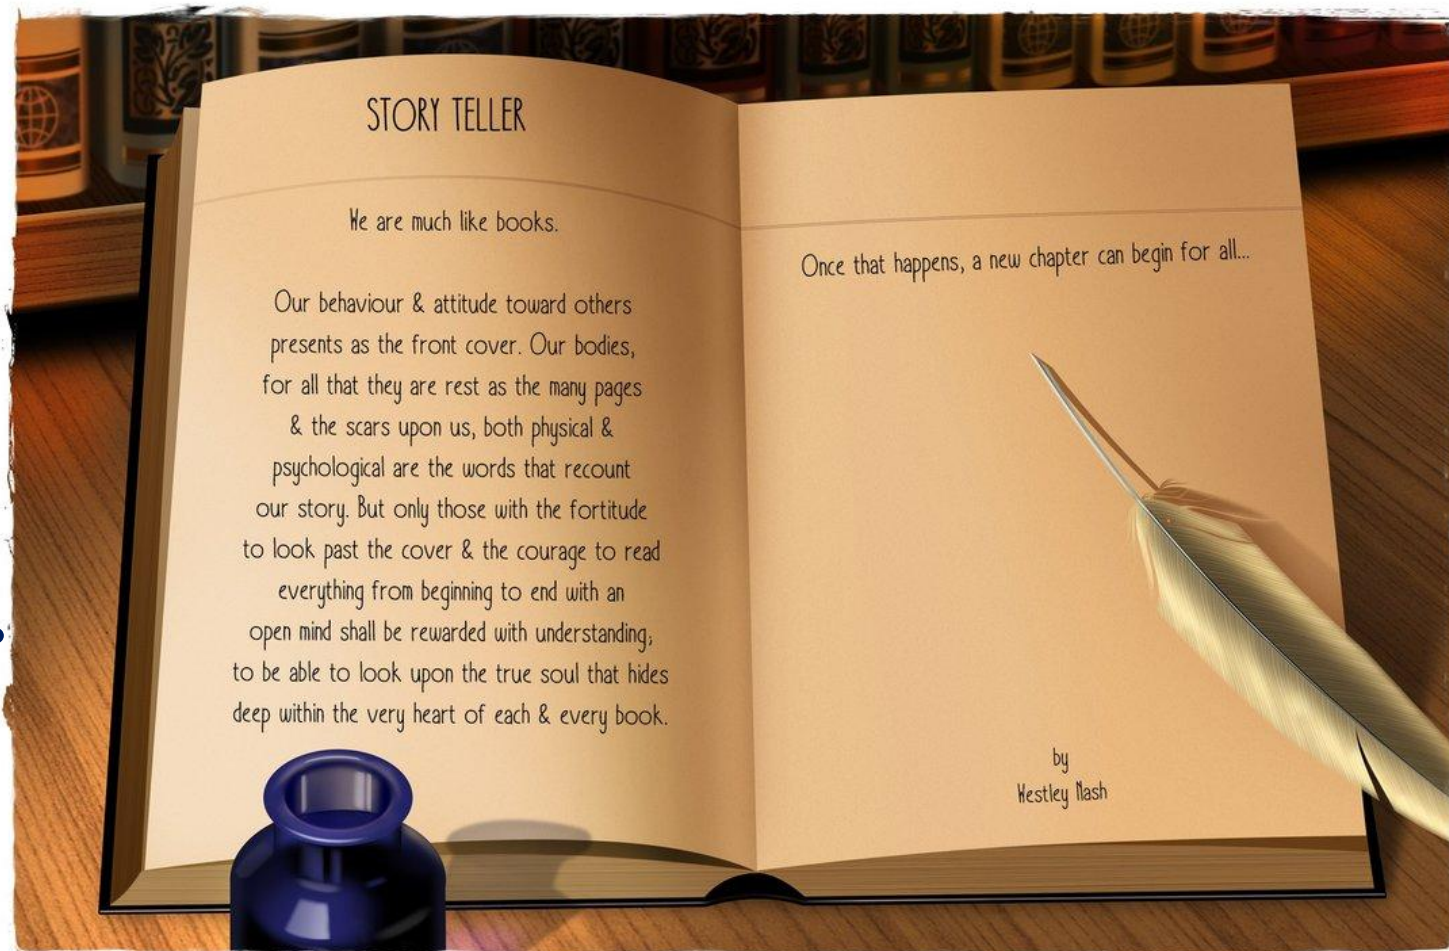 STORY TELLER
We are much like books.
Our behaviour & attitude toward others
presents as the front cover. Our bodies,
for all that they are rest as the many pages
& the scars upon us, both physical &
psychological are the words that recount
our story. But only those with the fortitude
to look past the cover & the courage to read
everything from beginning to end with an
open mind shall be rewarded with understanding;
to be able to look upon the true soul that hides
deep within the very heart of each & every book.
Once that happens, a new chapter can begin for all...
by
Westley Nash